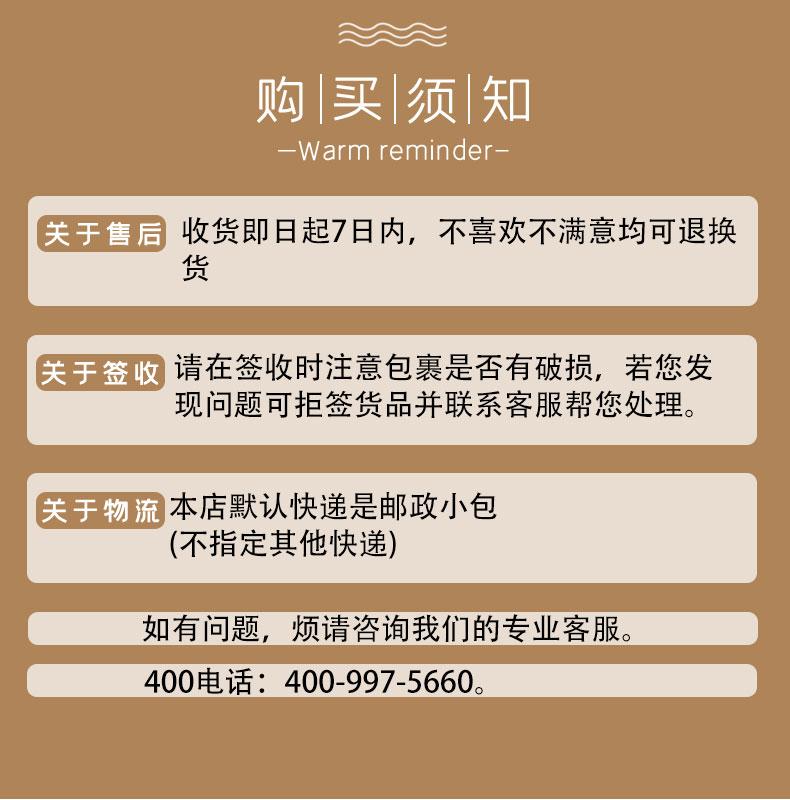 购买须知
—Warm reminder—
关于售后
收货即日起7日内，不喜欢不满意均可退换
货
关于签收
请在签收时注意包裹是否有破损，若您发
现问题可拒签货品并联系客服帮您处理。
关于物流
本店默认快递是邮政小包
(不指定其他快递)
如有问题，烦请咨询我们的专业客服。
400电话：400-997-5660。